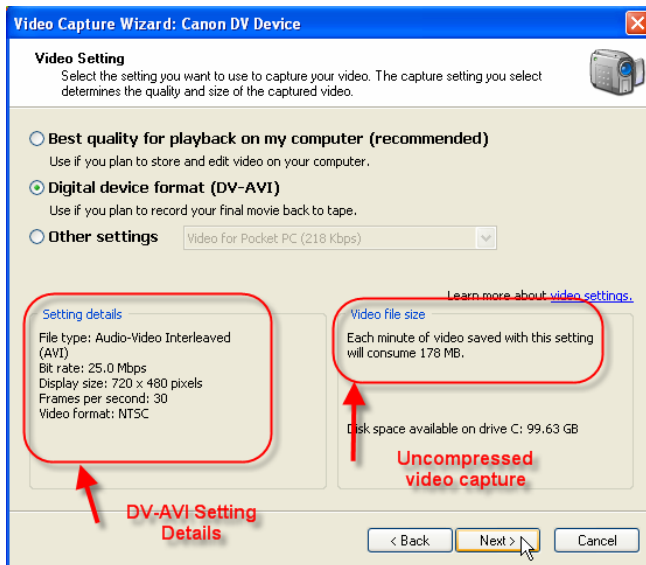 Video Capture Wizard: Canon DV Device
Video Setting
Select the setting you want to use to capture your video. The capture setting you select
determines the quality and size of the captured video.
Best quality for playback on my computer (recommended)
Use if you plan to store and edit video on your computer.
Digital device format (DV-AVI)
Use if you plan to record your final movie back to tape.
Other settings
Video for Pocket PC (218 Kbps)
Learn more about video settings.
Setting details
File type: Audio-Video Interleaved
(AVI)
Bit rate: 25.0 Mbps
Display size: 720 x 480 pixels
Frames per second: 30
Video format: NTSC
Video file size
Each minute of video saved with this setting
will consume 178 MB.
Disk space available on drive C: 99.63 GB
Uncompressed
video capture
DV-AVI Setting
Details
< Back
Next >
Cancel